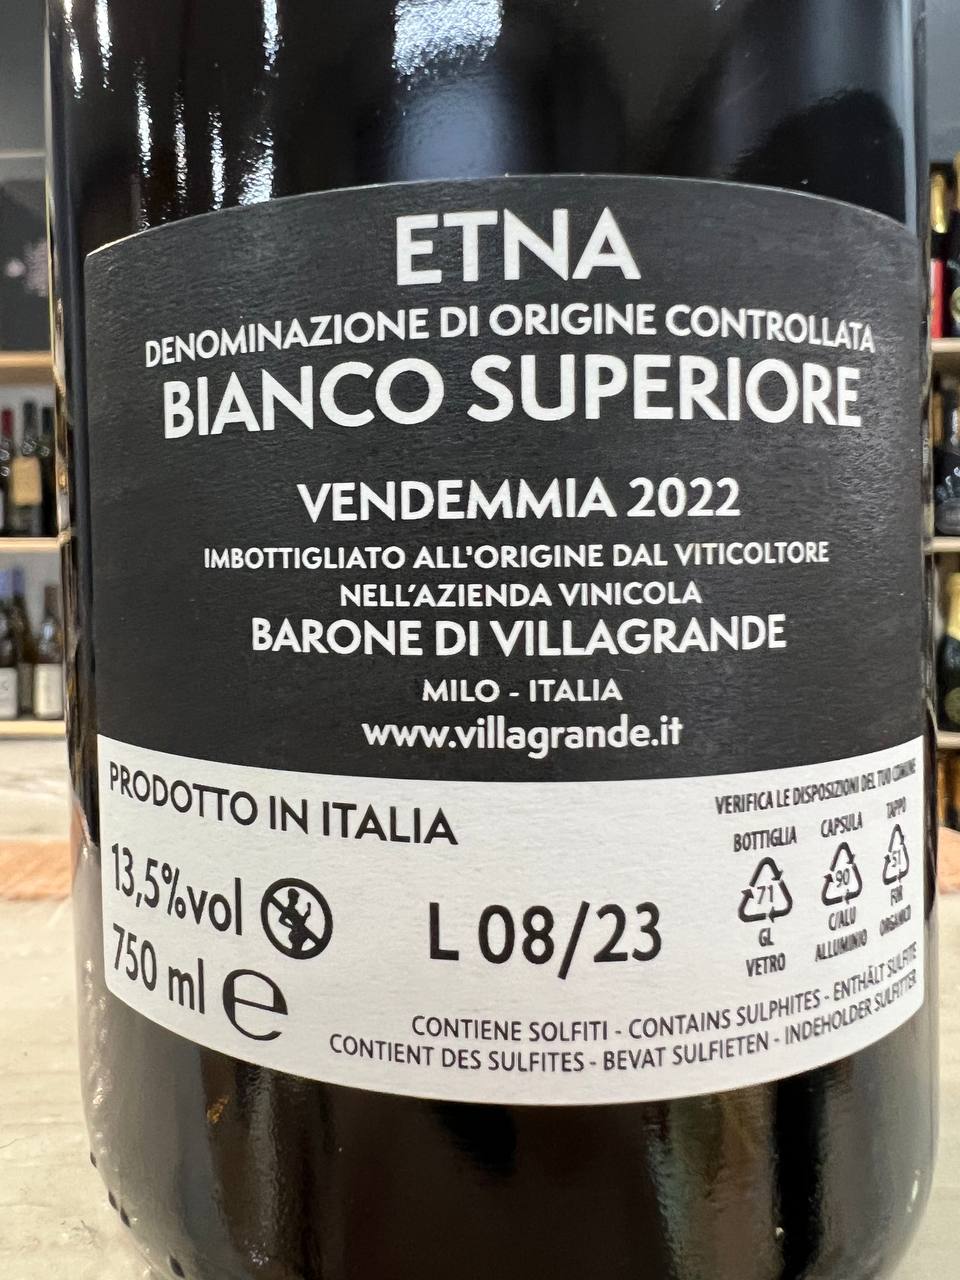 ETNA
DENOMINAZIONE DI ORIGINE CONTROLLATA
BIANCO SUPERIORE
VENDEMMIA 2022
IMBOTTIGLIATO ALL'ORIGINE DAL VITICOLTORE
NELL'AZIENDA VINICOLA
BARONE DI VILLAGRANDE
MILO - ITALIA
www.villagrande.it
PRODOTTO IN ITALIA
13,5%vol
750 ml e
L 08/23
VERIFICA LE DISPOSIZIONI DEL TUO COMUNE
BOTTIGLIA
71
GL
VETRO
CAPSULA
90
C/ALU
ALLUMINIO
TAPPO
51
FOR
ORGANICO
CONTIENE SOLFITI - CONTAINS SULPHITES - ENTHÄLT SULFITE
CONTIENT DES SULFITES - BEVAT SULFIETEN - INDEHOLDER SULFITTER